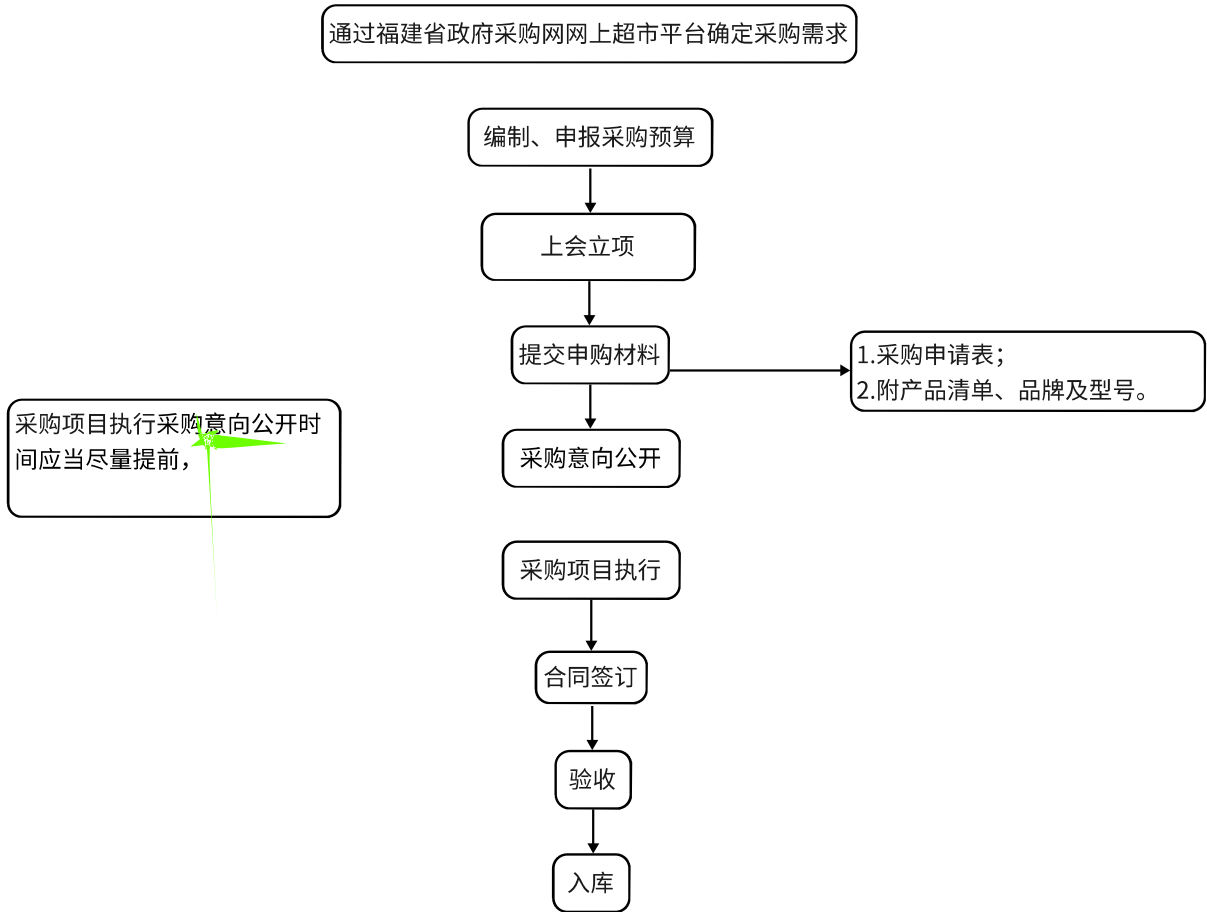 通过福建省政府采购网网上超市平台确定采购需求
编制、申报采购预算
上会立项
提交申购材料
1.采购申请表；
2.附产品清单、品牌及型号。
采购项目执行采购意向公开时
间应当尽量提前，
采购意向公开
采购项目执行
合同签订
验收
入库